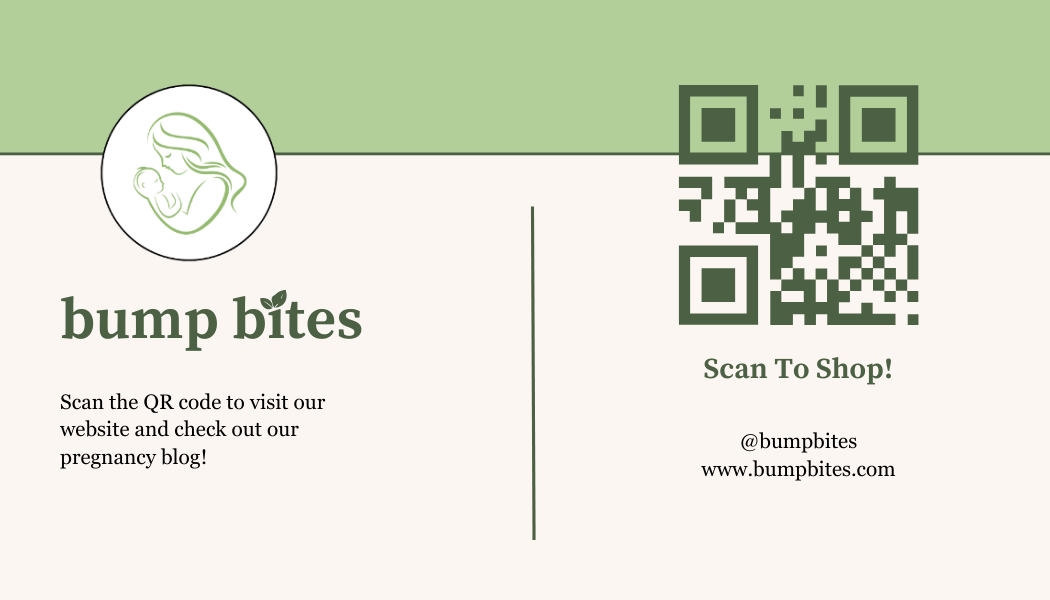 bump bites
Scan the QR code to visit our
website and check out our
pregnancy blog!
Scan To Shop!
@bumpbites
www.bumpbites.com